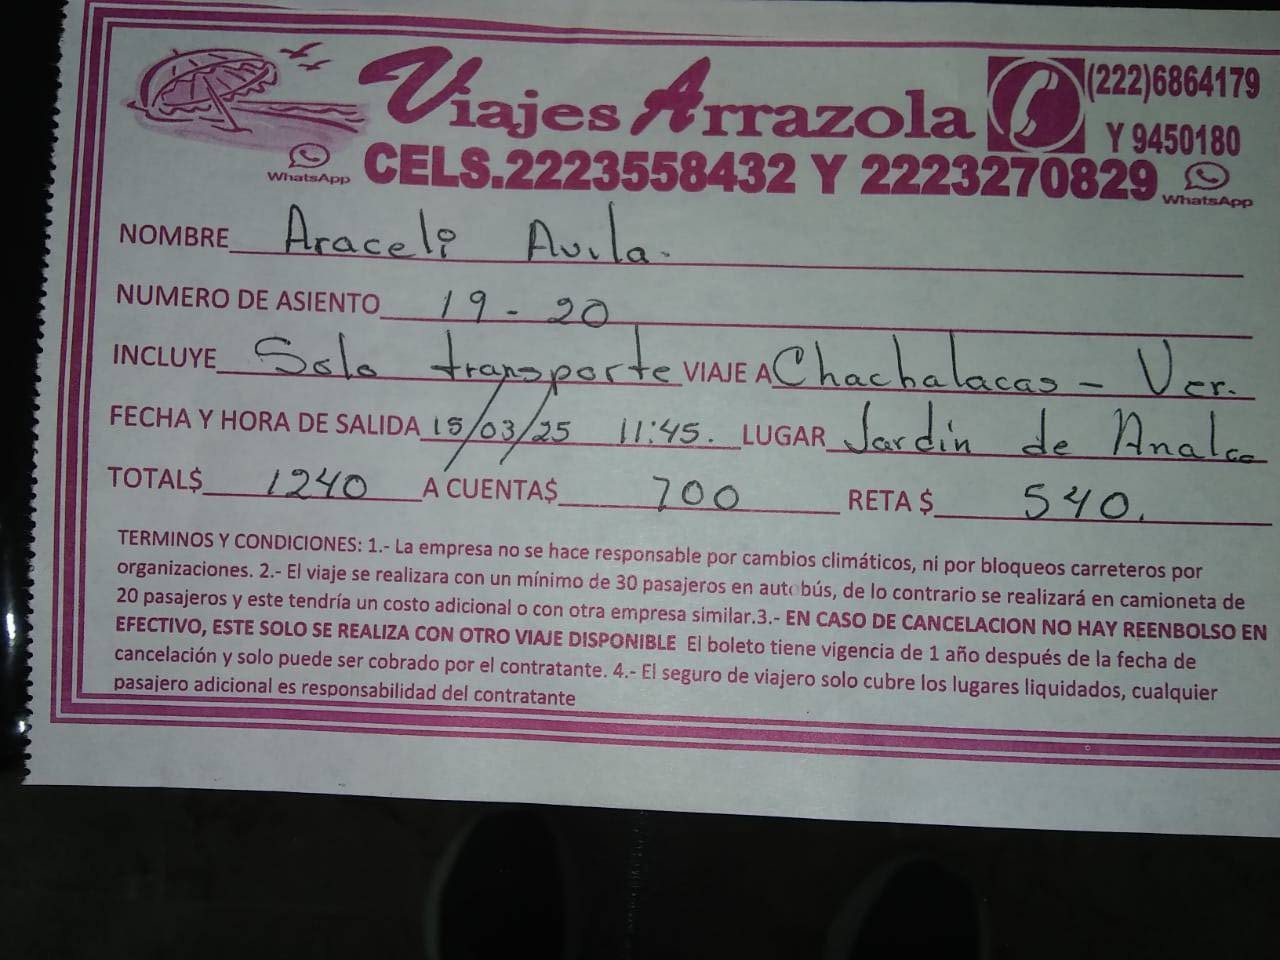 Viajes Arrazola (222)6864179
Y 9450180
WhatsApp CELS.2223558432 Y 2223270829 WhatsApp
NOMBRE Araceli Avila.
NUMERO DE ASIENTO 19-20
INCLUYE Solo transporte VIAJE A Chachalacas - Ver.
FECHA Y HORA DE SALIDA 15/03/25 11:45. LUGAR Jardin de Analco
TOTAL$ 1240 A CUENTA$ 700 RETA $ 540.
TERMINOS Y CONDICIONES: 1.- La empresa no se hace responsable por cambios climáticos, ni por bloqueos carreteros por
organizaciones. 2.- El viaje se realizara con un mínimo de 30 pasajeros en autobús, de lo contrario se realizará en camioneta de
20 pasajeros y este tendría un costo adicional o con otra empresa similar.3.- EN CASO DE CANCELACION NO HAY REENBOLSO EN
EFECTIVO, ESTE SOLO SE REALIZA CON OTRO VIAJE DISPONIBLE El boleto tiene vigencia de 1 año después de la fecha de
cancelación y solo puede ser cobrado por el contratante. 4.- El seguro de viajero solo cubre los lugares liquidados, cualquier
pasajero adicional es responsabilidad del contratante